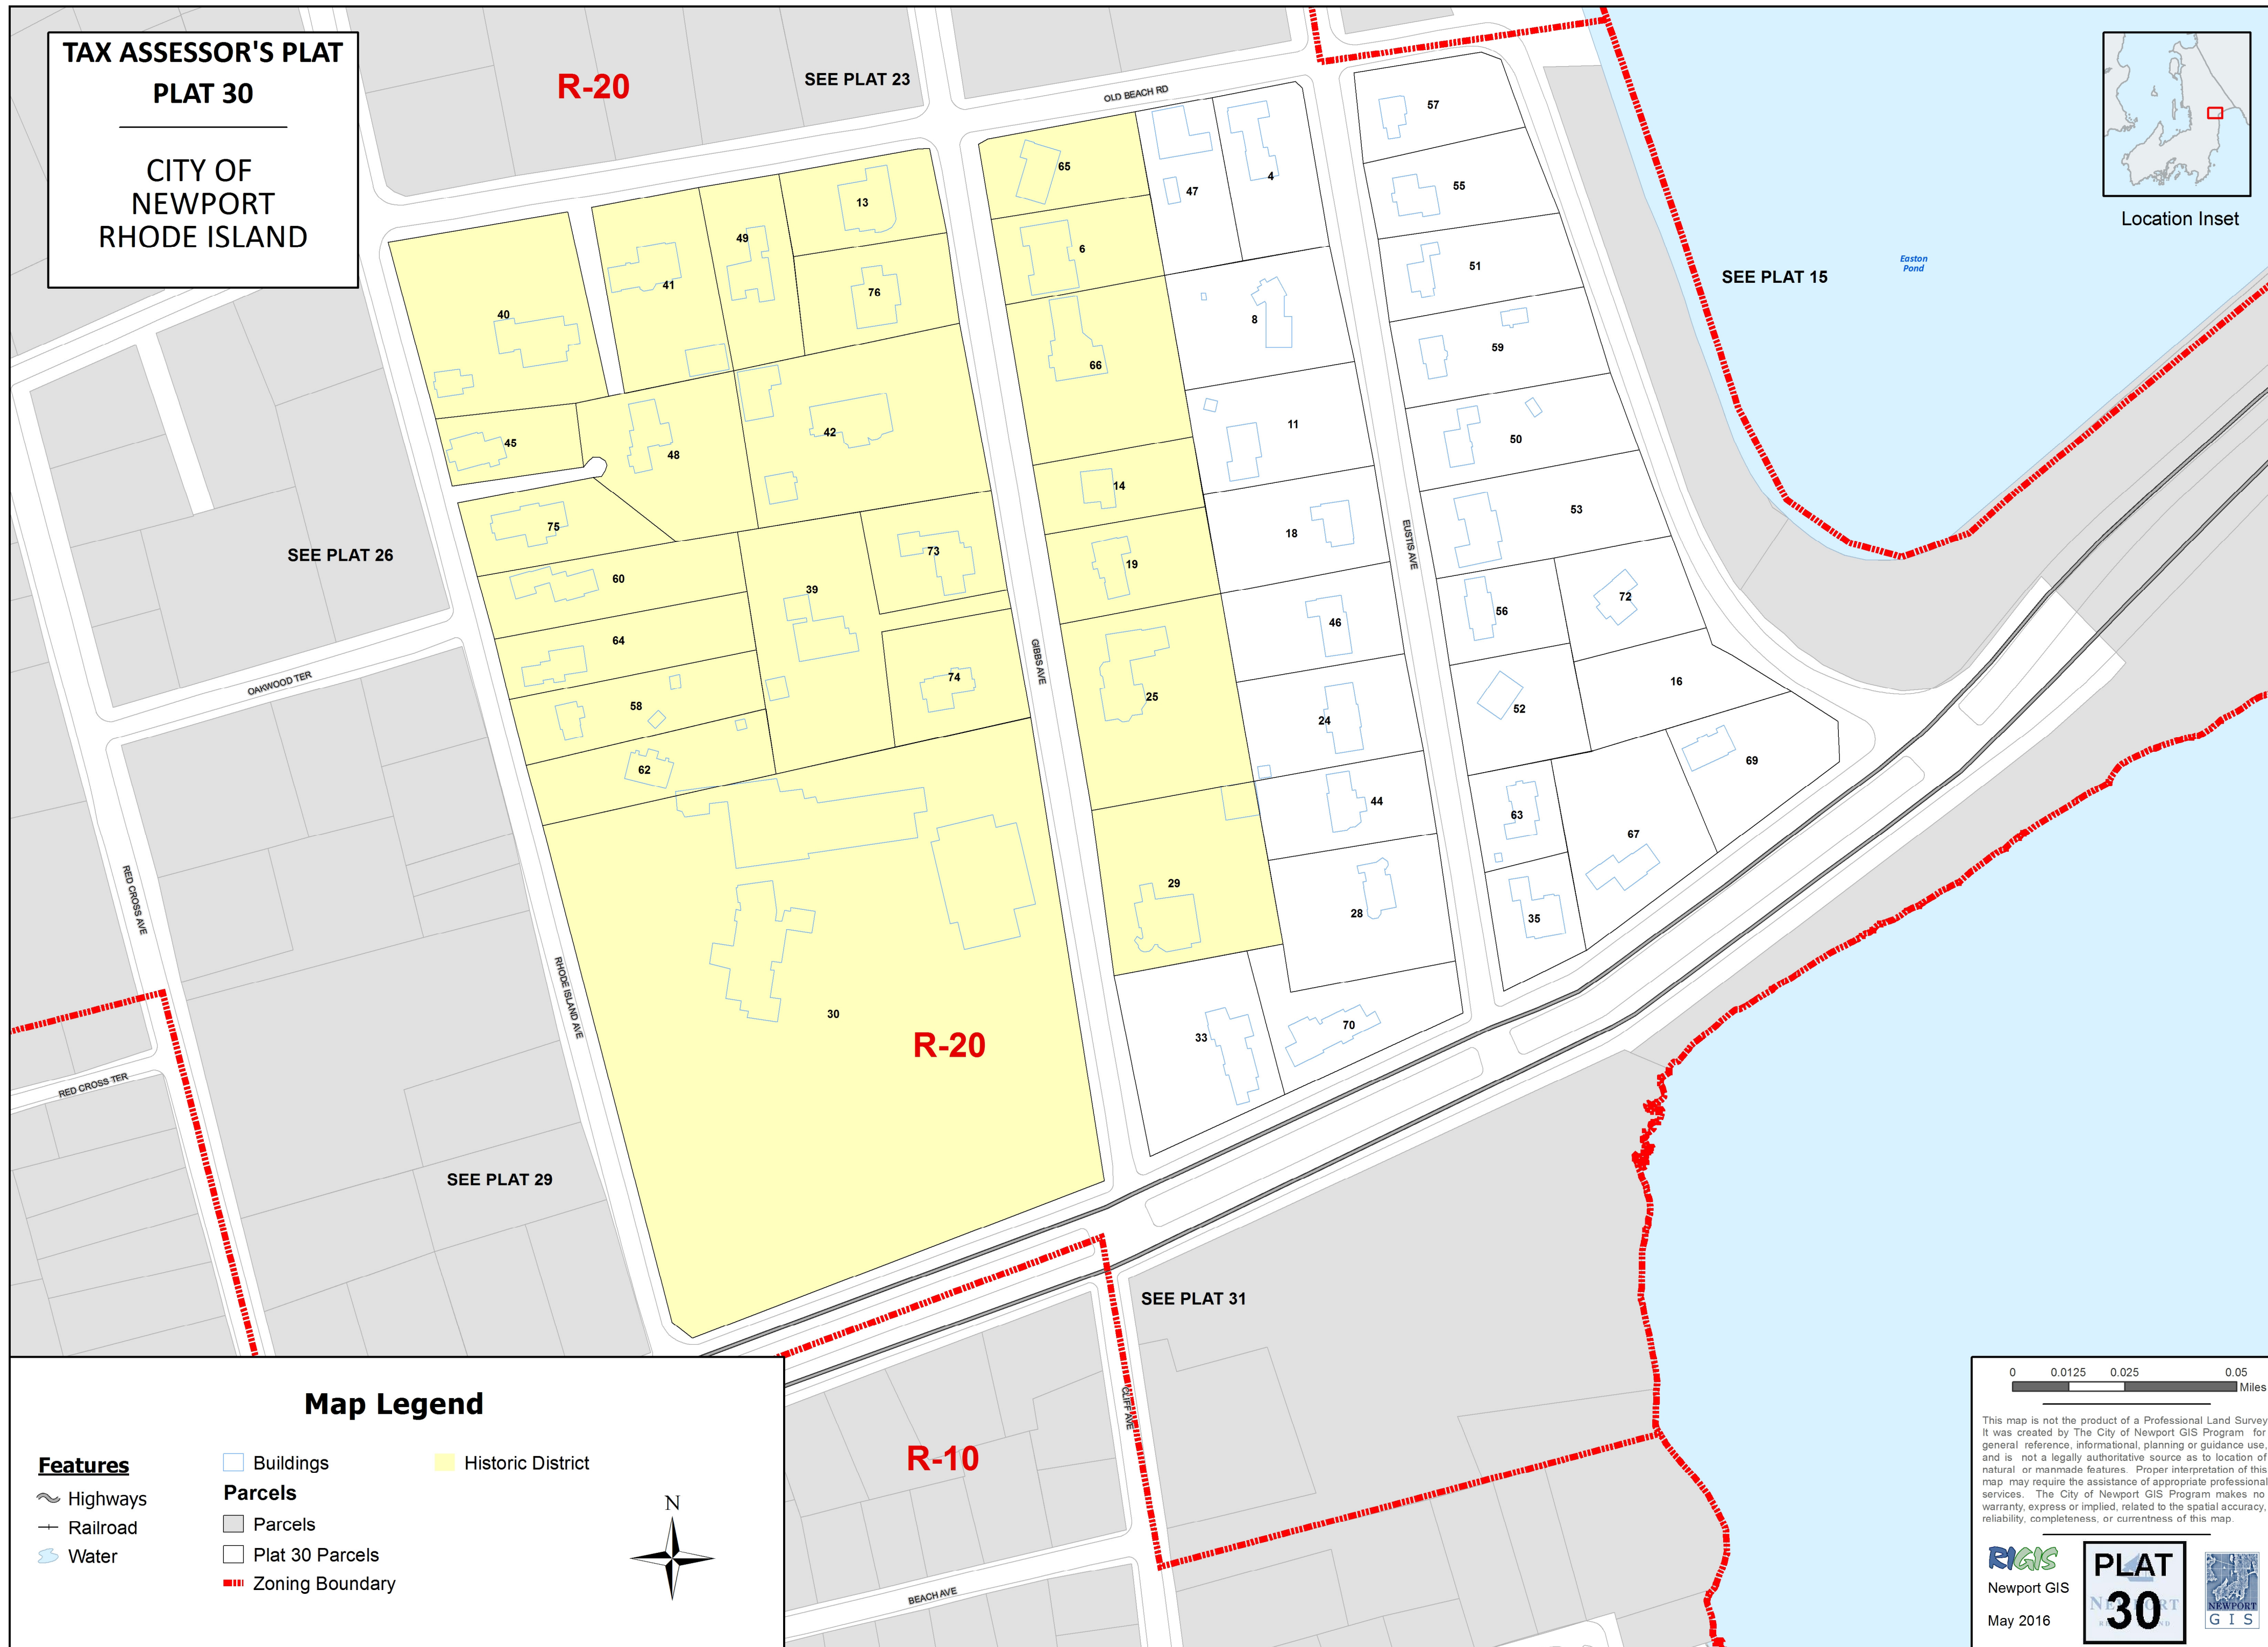 TAX ASSESSOR'S PLAT
PLAT 30
CITY OF
NEWPORT
RHODE ISLAND
R-20
SEE PLAT 23
OLD BEACH RD
Location Inset
SEE PLAT 15
Easton
Pond
57
65
47
4
13
49
55
6
41
76
51
40
8
59
66
42
11
50
45
48
14
18
53
75
SEE PLAT 26
73
19
EUSTIS AVE
60
39
46
56
72
64
GIBBS AVE
OAKWOOD TER
74
25
58
24
52
16
62
44
63
69
67
29
28
35
RED CROSS AVE
RHODE ISLAND AVE
30
33
70
R-20
RED CROSS TER
SEE PLAT 29
SEE PLAT 31
CLIFF AVE
R-10
BEACH AVE
Map Legend
Features
Highways
Railroad
Water
Buildings
Parcels
Parcels
Plat 30 Parcels
Zoning Boundary
Historic District
N
0 0.0125 0.025 0.05
Miles
This map is not the product of a Professional Land Survey
It was created by The City of Newport GIS Program for
general reference, informational, planning or guidance use,
and is not a legally authoritative source as to location of
natural or manmade features. Proper interpretation of this
map may require the assistance of appropriate professional
services. The City of Newport GIS Program makes no
warranty, express or implied, related to the spatial accuracy,
reliability, completeness, or currentness of this map.
RIGIS
Newport GIS
May 2016
PLAT
30
NEWPORT
NEWPORT
G I S